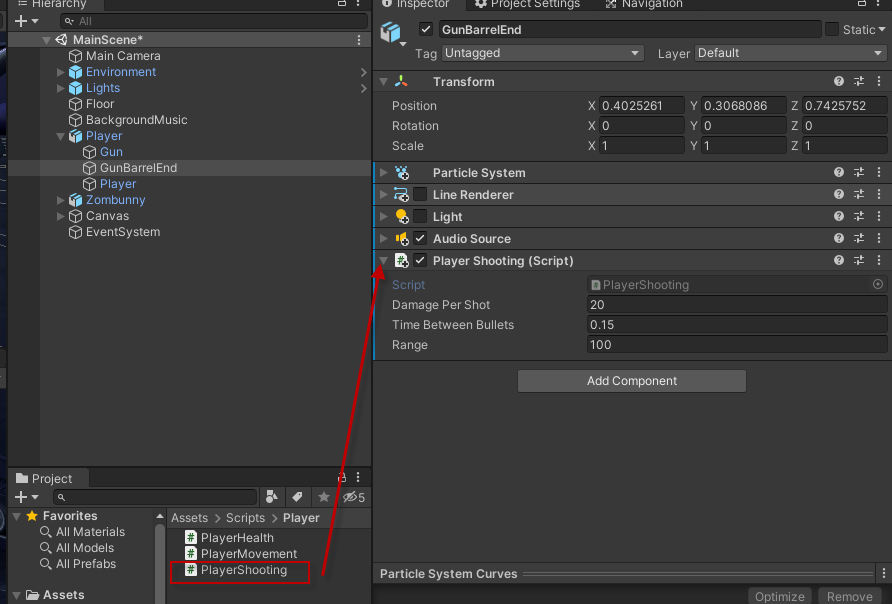 Hierarchy
All
MainScene*
Main Camera
Environment
Lights
Floor
BackgroundMusic
Player
Gun
GunBarrelEnd
Player
Zombunny
Canvas
EventSystem
Inspector Project Settings Navigation
GunBarrelEnd Static
Tag Untagged Layer Default
Transform
Position X 0.4025261 Y 0.3068086 Z 0.7425752
Rotation X 0 Y 0 Z 0
Scale X 1 Y 1 Z 1
Particle System
Line Renderer
Light
Audio Source
Player Shooting (Script)
Script PlayerShooting
Damage Per Shot 20
Time Between Bullets 0.15
Range 100
Add Component
Project
5
Favorites
All Materials
All Models
All Prefabs
Assets
Assets > Scripts > Player
PlayerHealth
PlayerMovement
PlayerShooting
Particle System Curves
Optimize Remove